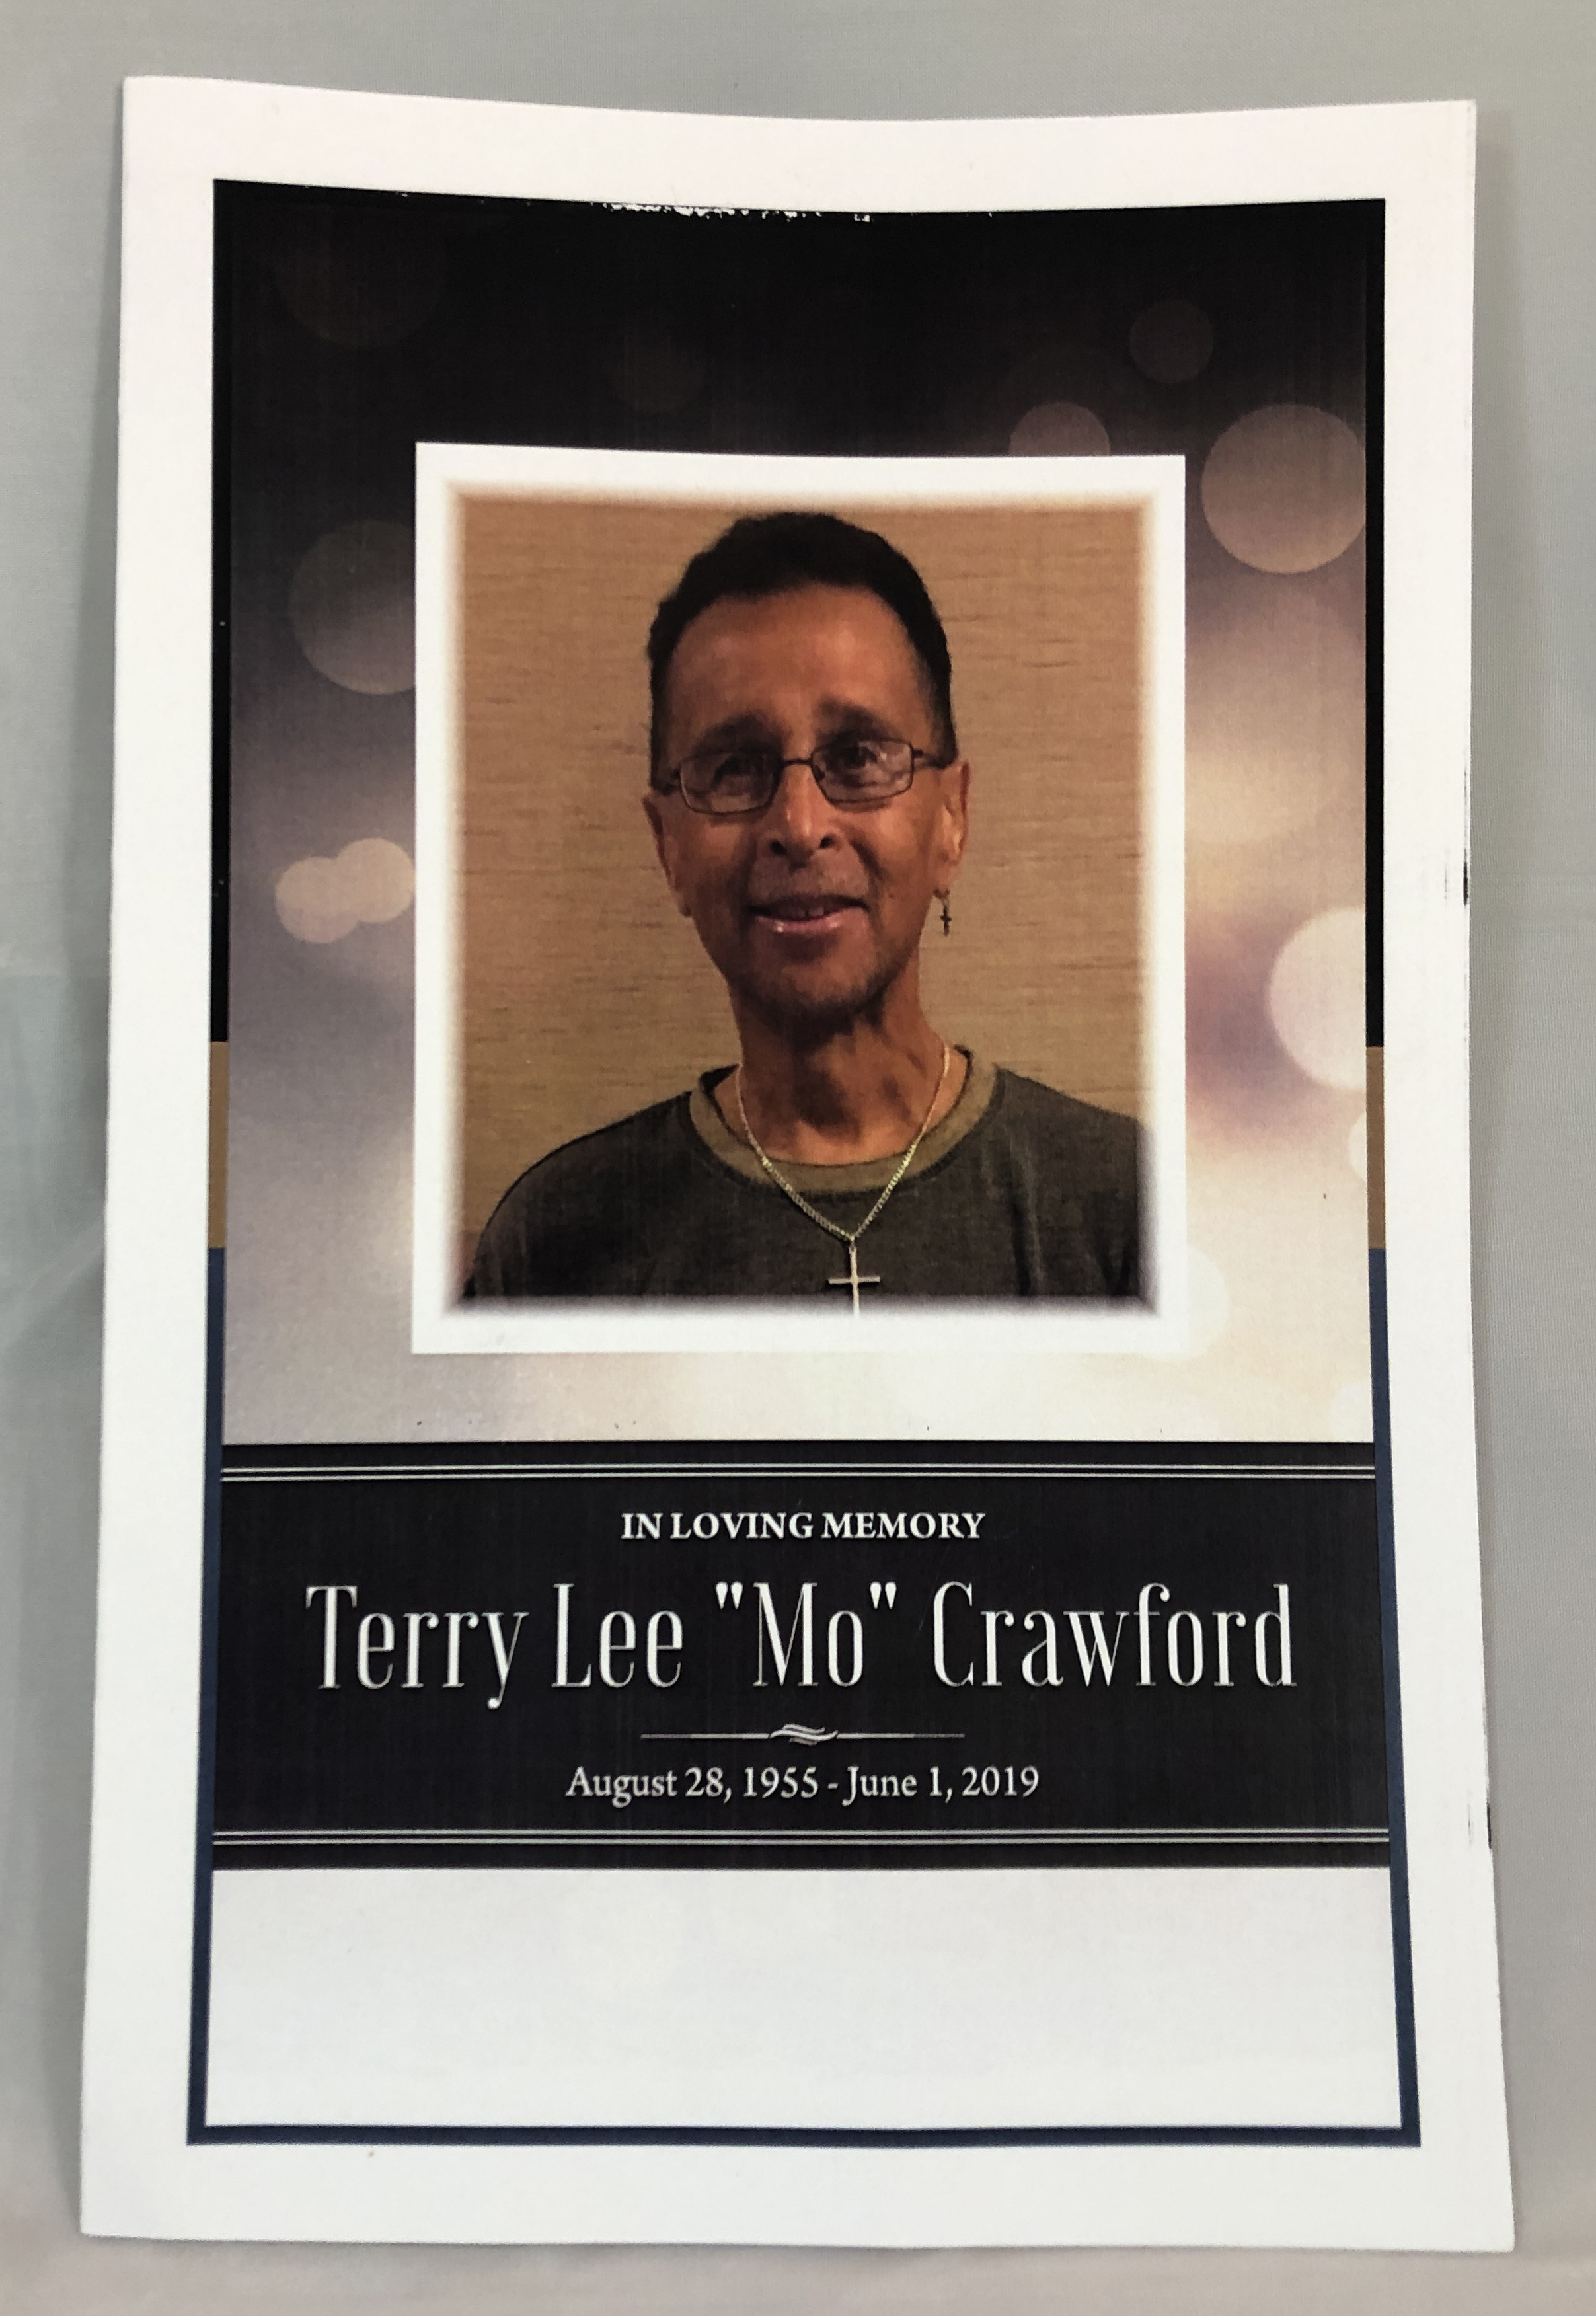 IN LOVING MEMORY
Terry Lee "Mo" Crawford
August 28, 1955 - June 1, 2019